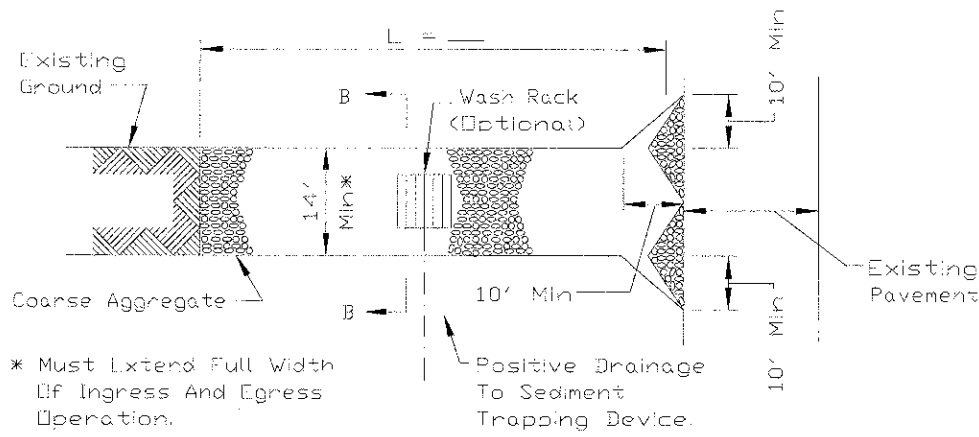 L = ___
10' Min
Existing
Ground
B
Wash Rack
(Optional)
14'
Min*
Existing
Pavement
Coarse Aggregate
10' Min
B
10' Min
* Must Extend Full Width
Of Ingress And Egress
Operation.
Positive Drainage
To Sediment
Trapping Device.